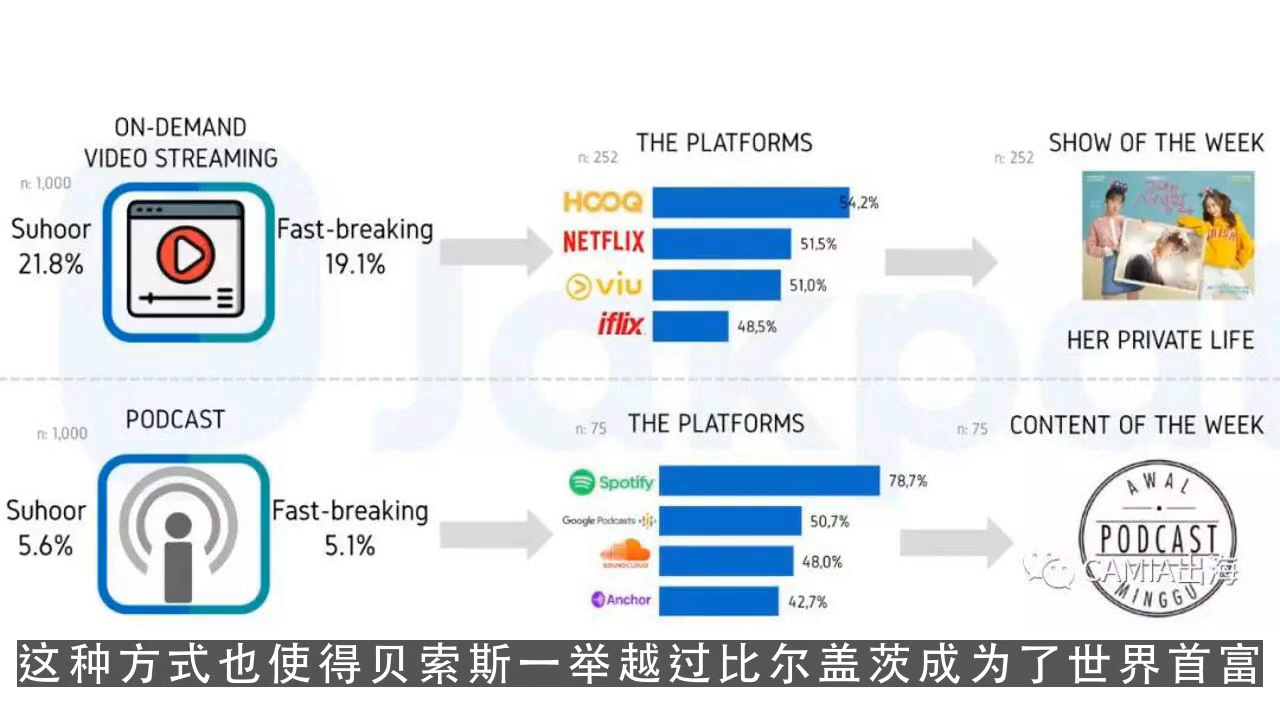 ON-DEMAND
VIDEO STREAMING
n: 1,000
Suhoor
21.8%
Fast-breaking
19.1%
THE PLATFORMS
n: 252
HOOQ
54,2%
NETFLIX
51,5%
viu
51,0%
iflix
48,5%
n: 252
SHOW OF THE WEEK
HER PRIVATE LIFE
PODCAST
n: 1,000
Suhoor
5.6%
Fast-breaking
5.1%
n: 75
THE PLATFORMS
Spotify
78,7%
Google Podcasts
50,7%
SOUNDCLOUD
48,0%
Anchor
42,7%
n: 75
CONTENT OF THE WEEK
AWAL
PODCAST
MINGGU
CAMIA出海
Jakpa
这种方式也使得贝索斯一举越过比尔盖茨成为了世界首富